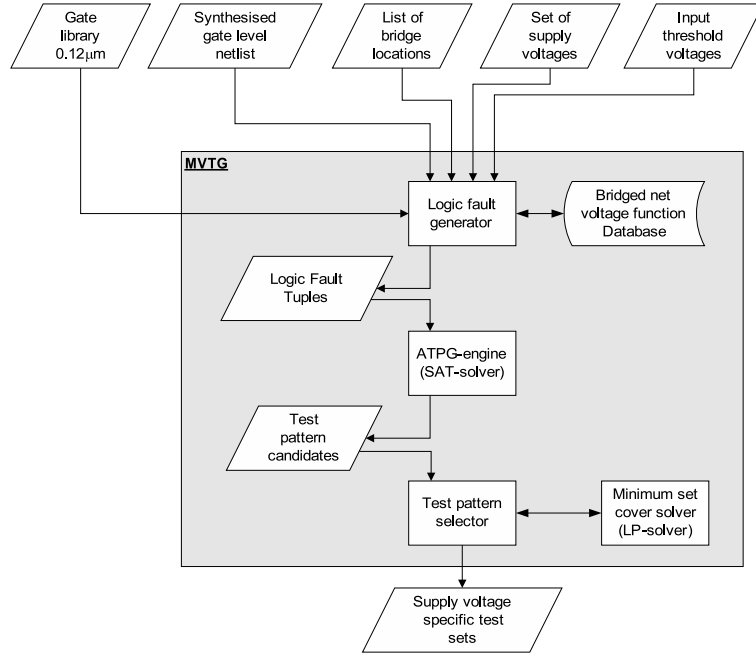 Gate
library
0.12µm
Synthesised
gate level
netlist
List of
bridge
locations
Set of
supply
voltages
Input
threshold
voltages
MVTG
Logic fault
generator
Bridged net
voltage function
Database
Logic Fault
Tuples
ATPG-engine
(SAT-solver)
Test
pattern
candidates
Test pattern
selector
Minimum set
cover solver
(LP-solver)
Supply voltage
specific test
sets